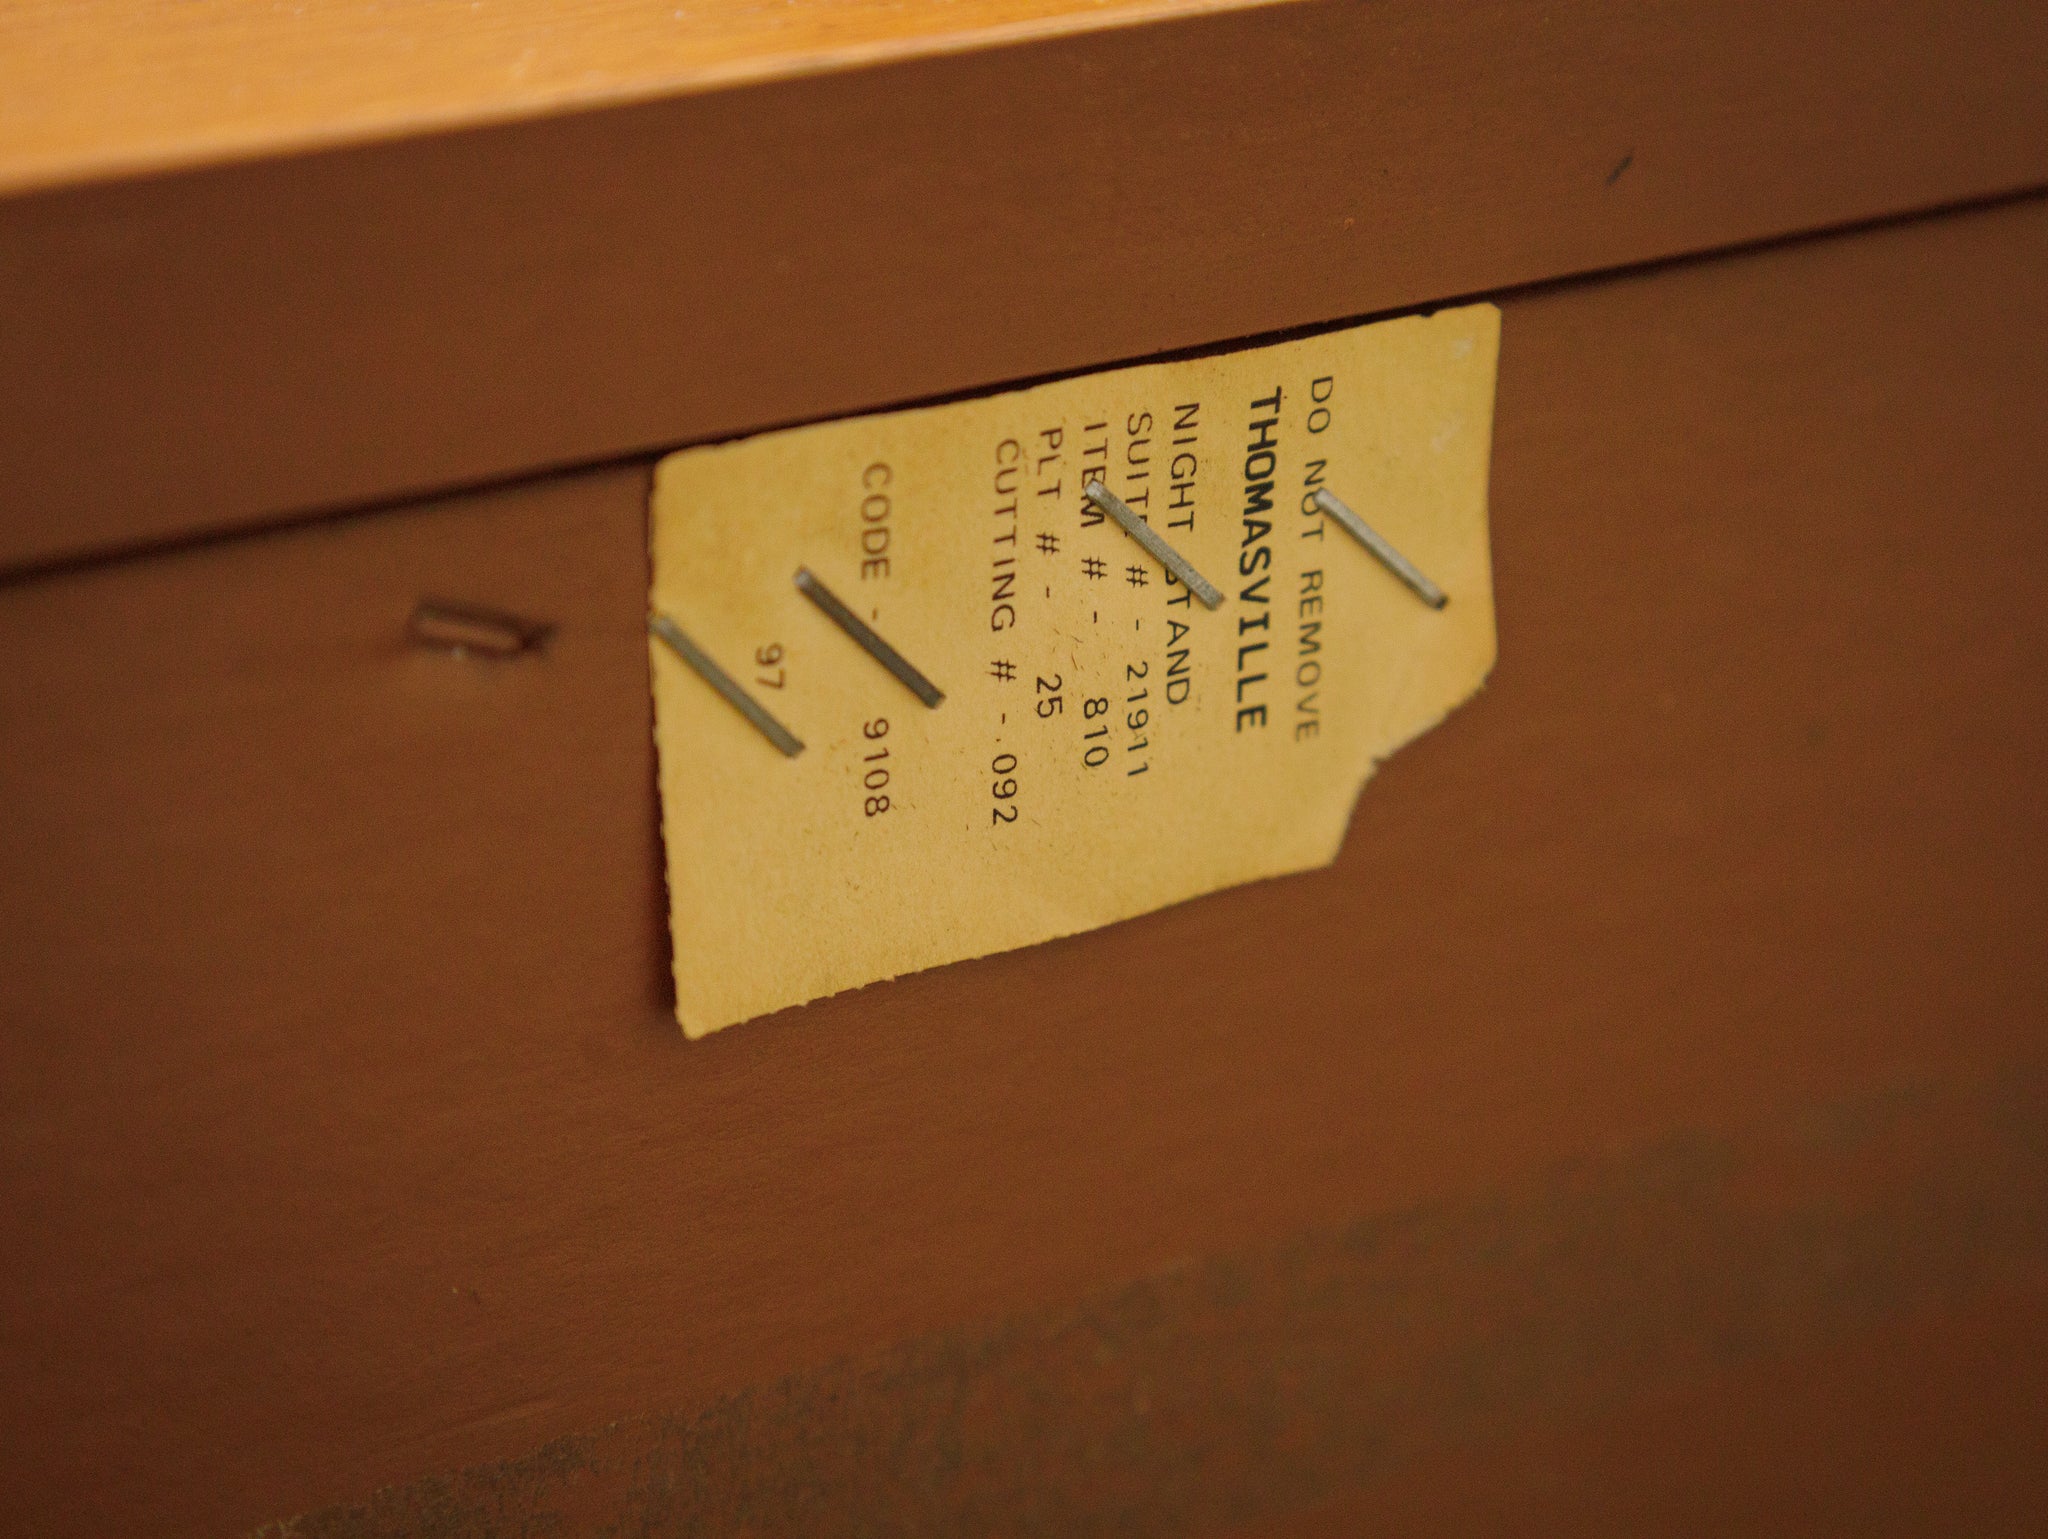 DO NOT REMOVE
THOMASVILLE
NIGHT STAND
SUITE # - 21911
ITEM # - 810
PLT # - 25
CUTTING # - 092
CODE - 9108
97